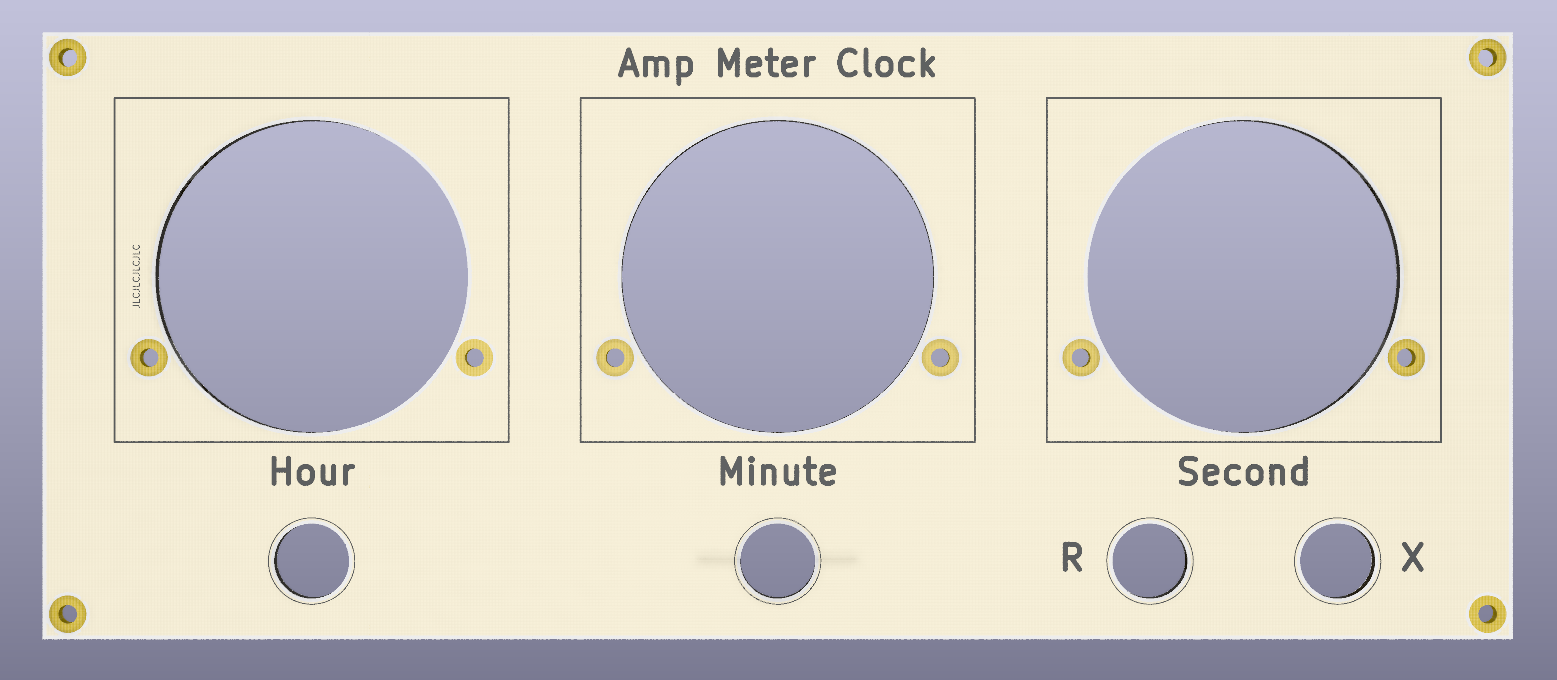 Amp Meter Clock
JLCJLCJLCJLC
Hour
Minute
Second
R
X